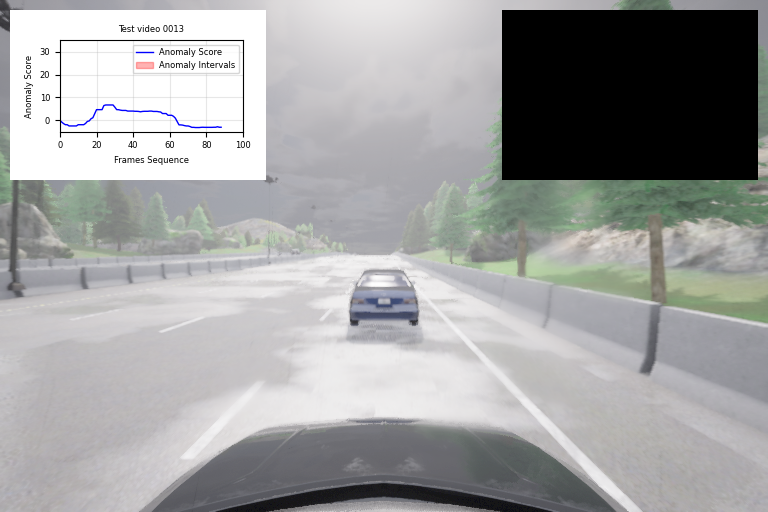 Test video 0013
Anomaly Score
Anomaly Intervals
30
20
10
0
Anomaly Score
0 20 40 60 80 100
Frames Sequence